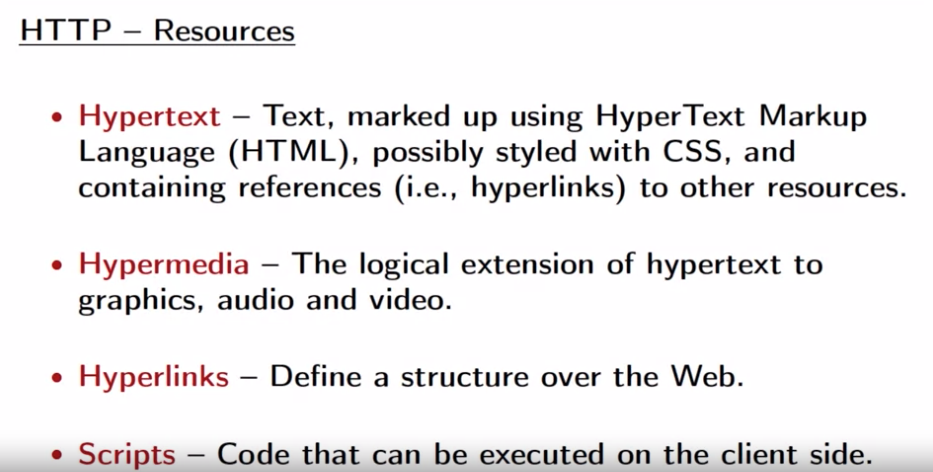 HTTP – Resources
• Hypertext – Text, marked up using HyperText Markup
Language (HTML), possibly styled with CSS, and
containing references (i.e., hyperlinks) to other resources.
• Hypermedia – The logical extension of hypertext to
graphics, audio and video.
• Hyperlinks – Define a structure over the Web.
• Scripts – Code that can be executed on the client side.